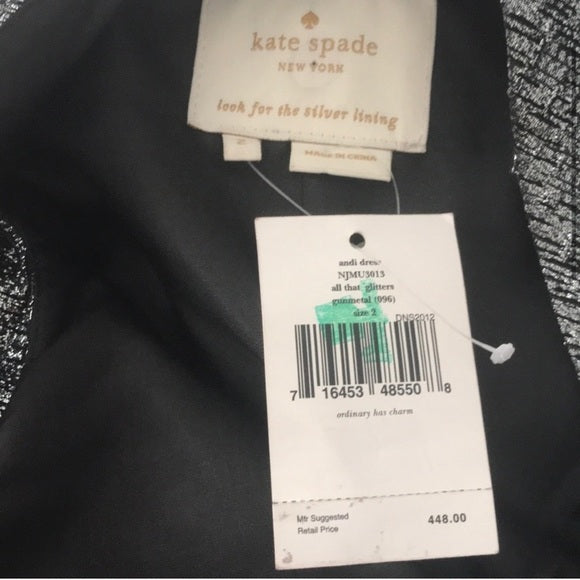 kate spade
NEW YORK
look for the silver lining
2
MADE IN CHINA
andi dress
NJMU3013
all that glitters
gunmetal (096)
size 2
DNS2012
7 16453 48550 8
ordinary has charm
Mfr Suggested
Retail Price
448.00